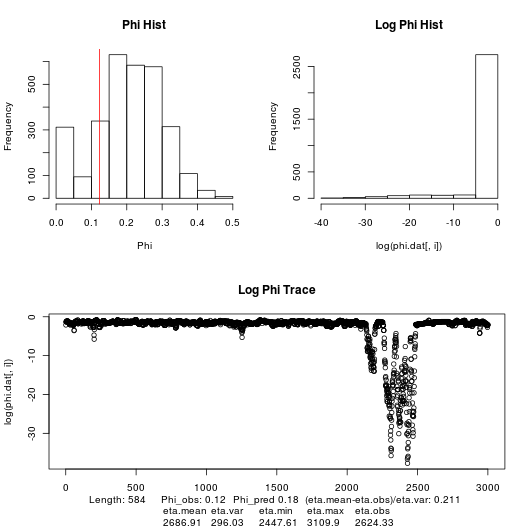 Phi Hist
Log Phi Hist
Frequency
0 100 300 500
0.0 0.1 0.2 0.3 0.4 0.5
Phi
Frequency
0 500 1500 2500
-40 -30 -20 -10 0
log(phi.dat[, i])
Log Phi Trace
log(phi.dat[, i])
0 -10 -20 -30
0 500 1000 1500 2000 2500 3000
Length: 584 Phi_obs: 0.12 Phi_pred 0.18 (eta.mean-eta.obs)/eta.var: 0.211
eta.mean eta.var eta.min eta.max eta.obs
2686.91 296.03 2447.61 3109.9 2624.33